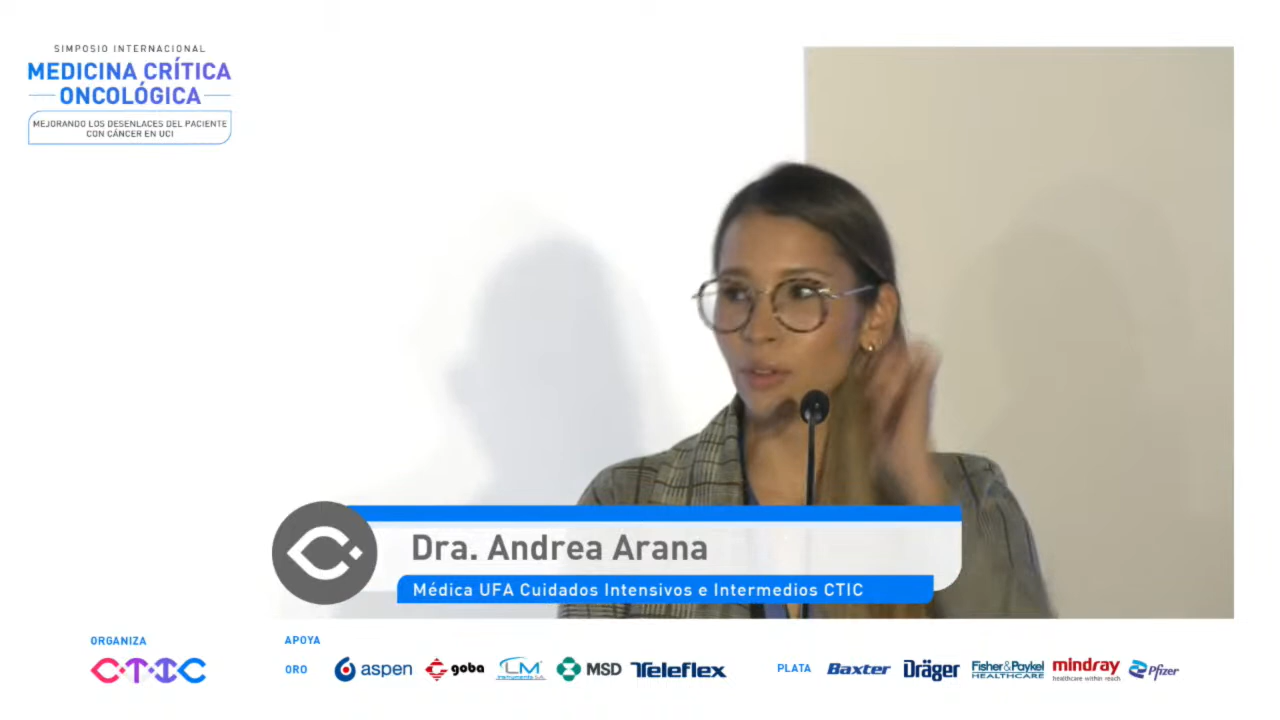 SIMPOSIO INTERNACIONAL
MEDICINA CRÍTICA
ONCOLÓGICA
MEJORANDO LOS DESENLACES DEL PACIENTE
CON CÁNCER EN UCI
Dra. Andrea Arana
Médica UFA Cuidados Intensivos e Intermedios CTIC
ORGANIZA
CTIC
APOYA
ORO
aspen
goba
LM
Instruments S.A.
MSD
Teleflex
PLATA
Baxter
Dräger
Fisher&Paykel
HEALTHCARE
mindray
healthcare within reach
Pfizer